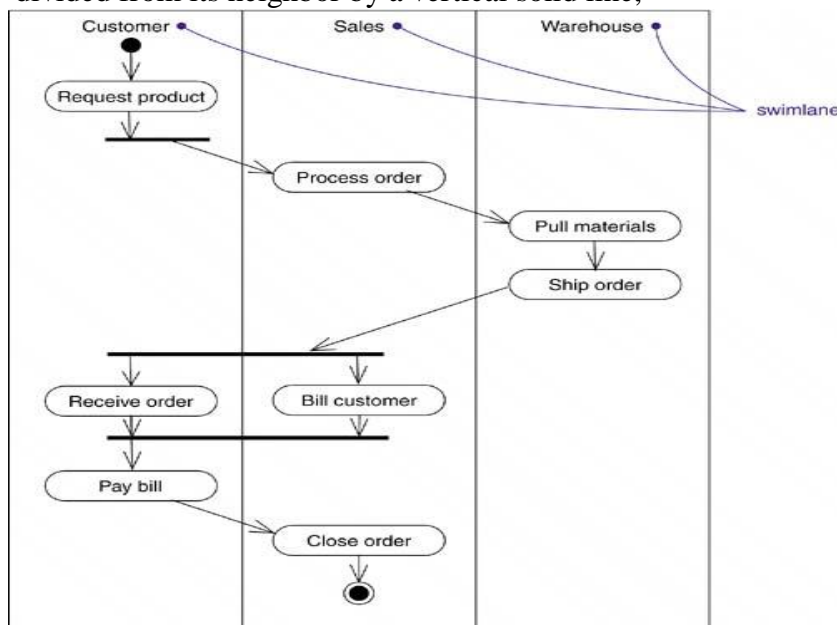 divided from its neighbor by a vertical solid line,
Customer Sales Warehouse
swimlane
Request product
Process order
Pull materials
Ship order
Receive order Bill customer
Pay bill
Close order